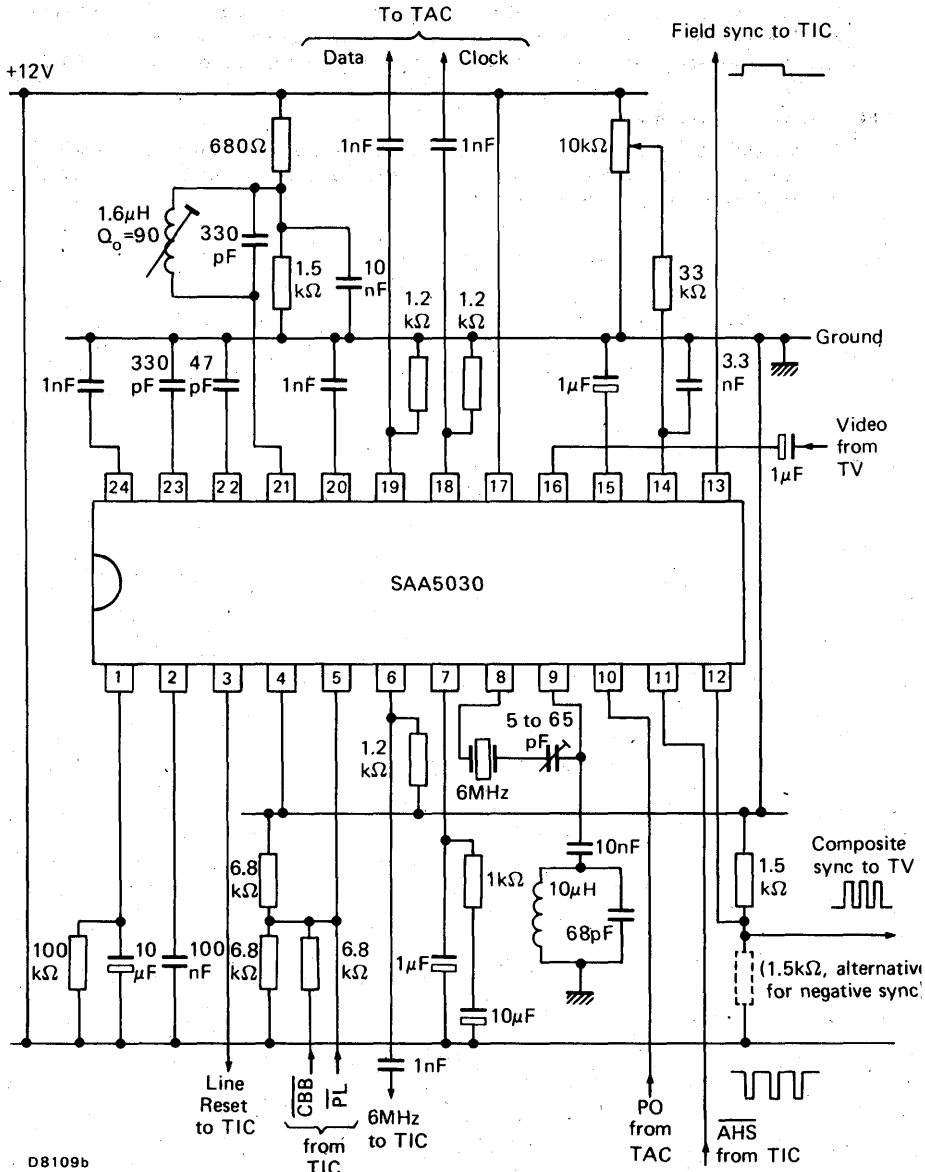 To TAC
Data
Clock
Field sync to TIC
+12V
680Ω
1nF
1nF
10kΩ
1.6μH
Qo=90
330
pF
1.5
kΩ
10
nF
33
kΩ
1.2
kΩ
1.2
kΩ
Ground
1nF
330
pF
47
pF
1nF
1μF
3.3
nF
Video
from
TV
1μF
24
23
22
21
20
19
18
17
16
15
14
13
SAA5030
1
2
3
4
5
6
7
8
9
10
11
12
5 to 65
pF
1.2
kΩ
6MHz
10nF
Composite
sync to TV
6.8
kΩ
1kΩ
10μH
68pF
1.5
kΩ
100
kΩ
10
μF
100
nF
6.8
kΩ
6.8
kΩ
1μF
10μF
(1.5kΩ, alternativ
for negative sync)
1nF
Line
Reset
to TIC
CBB
PL
from
TIC
6MHz
to TIC
PO
from
TAC
AHS
from TIC
D8109b